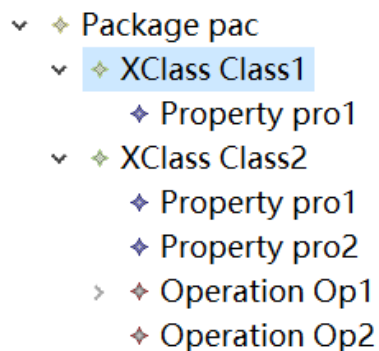 Package pac
XClass Class1
Property pro1
XClass Class2
Property pro1
Property pro2
Operation Op1
Operation Op2